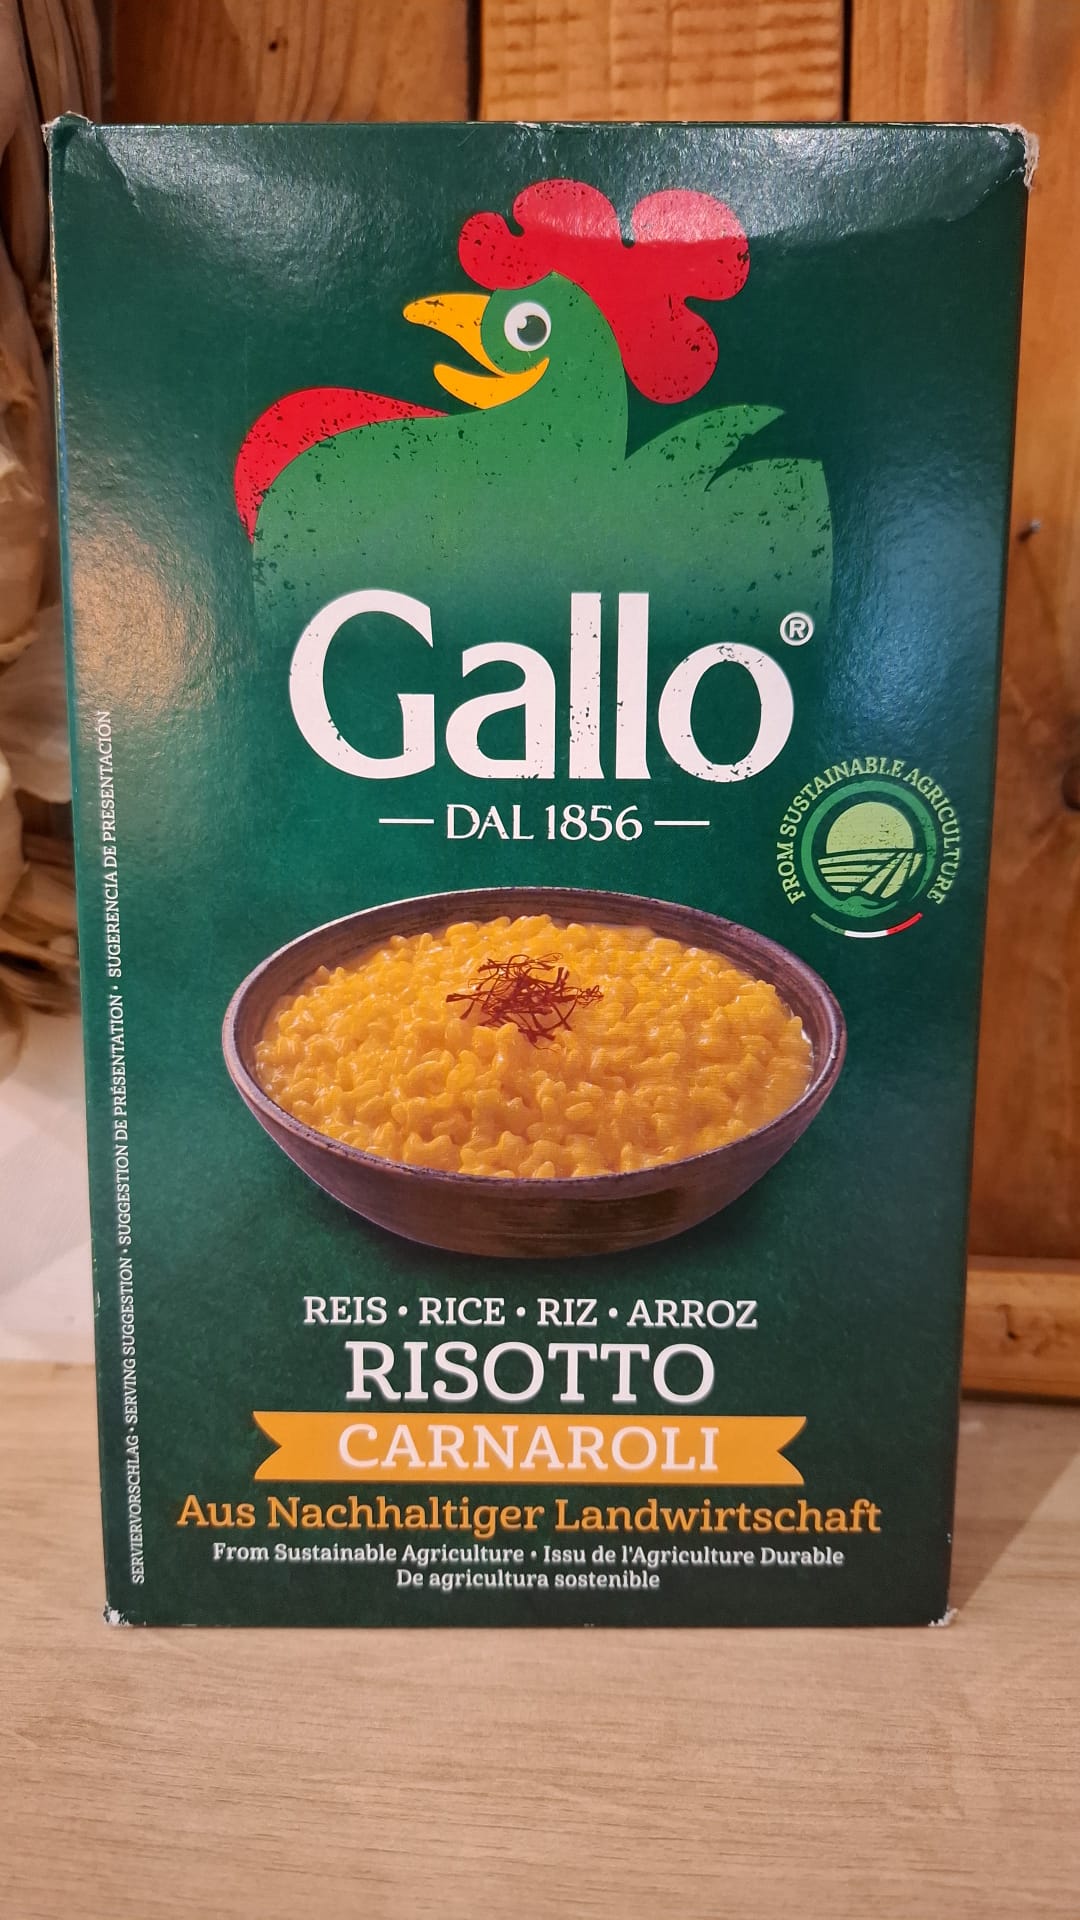 Gallo®
DAL 1856
FROM SUSTAINABLE AGRICULTURE
REIS • RICE • RIZ • ARROZ
RISOTTO
CARNAROLI
Aus Nachhaltiger Landwirtschaft
From Sustainable Agriculture • Issu de l'Agriculture Durable
De agricultura sostenible
SERVIERVORSCHLAG • SERVING SUGGESTION • SUGGESTION DE PRÉSENTATION • SUGERENCIA DE PRESENTACIÓN